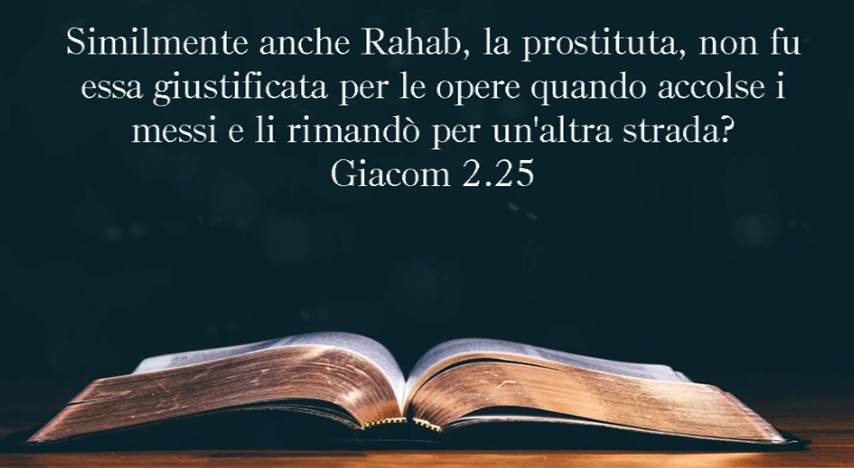 Similmente anche Rahab, la prostituta, non fu
essa giustificata per le opere quando accolse i
messi e li rimandò per un'altra strada?
Giacom 2.25